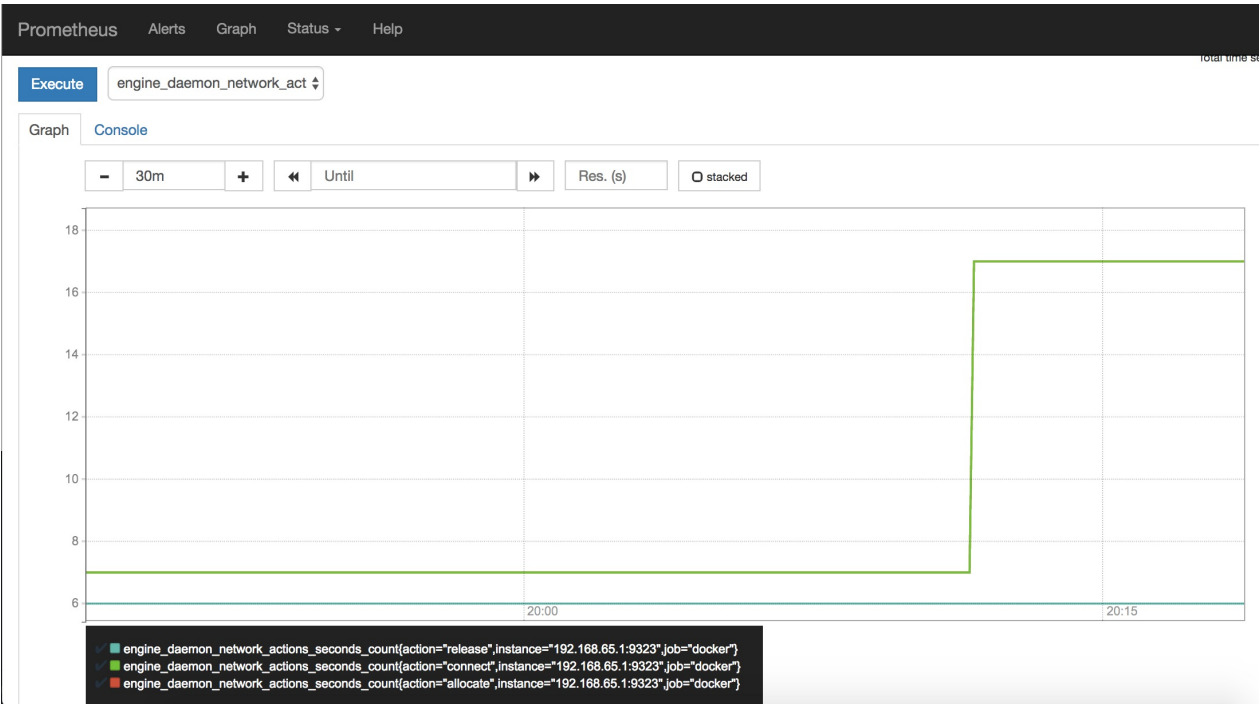 Prometheus Alerts Graph Status Help
Total time se
Execute engine_daemon_network_act
Graph Console
30m Until Res. (s) stacked
18
16
14
12
10
8
6
20:00 20:15
engine_daemon_network_actions_seconds_count{action="release",instance="192.168.65.1:9323",job="docker"}
engine_daemon_network_actions_seconds_count{action="connect",instance="192.168.65.1:9323",job="docker"}
engine_daemon_network_actions_seconds_count{action="allocate",instance="192.168.65.1:9323",job="docker"}